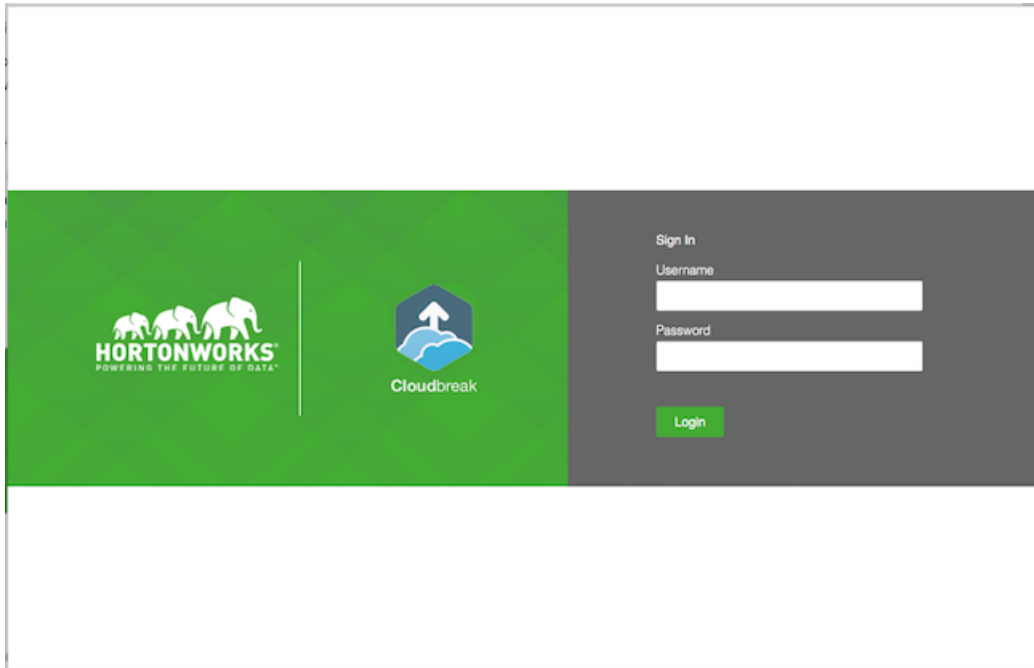 HORTONWORKS®
POWERING THE FUTURE OF DATA™
Cloudbreak
Sign In
Username
Password
Login